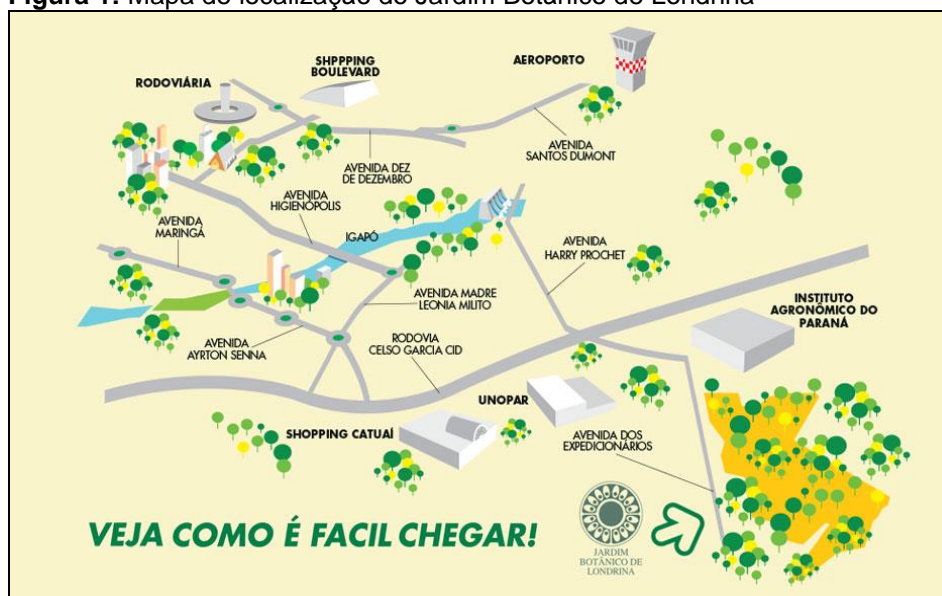 Figura 1: Mapa de localização do Jardim Botânico de Londrina
SHPPPING
BOULEVARD
AEROPORTO
RODOVIÁRIA
AVENIDA
SANTOS DUMONT
AVENIDA DEZ
DE DEZEMBRO
AVENIDA
HIGIENÓPOLIS
AVENIDA
MARINGÁ
IGAPÓ
AVENIDA
HARRY PROCHET
AVENIDA MADRE
LEONIA MILITO
INSTITUTO
AGRONÔMICO DO
PARANÁ
AVENIDA
AYRTON SENNA
RODOVIA
CELSO GARCIA CID
UNOPAR
SHOPPING CATUAÍ
AVENIDA DOS
EXPEDICIONÁRIOS
VEJA COMO É FACIL CHEGAR!
JARDIM
BOTÂNICO DE
LONDRINA